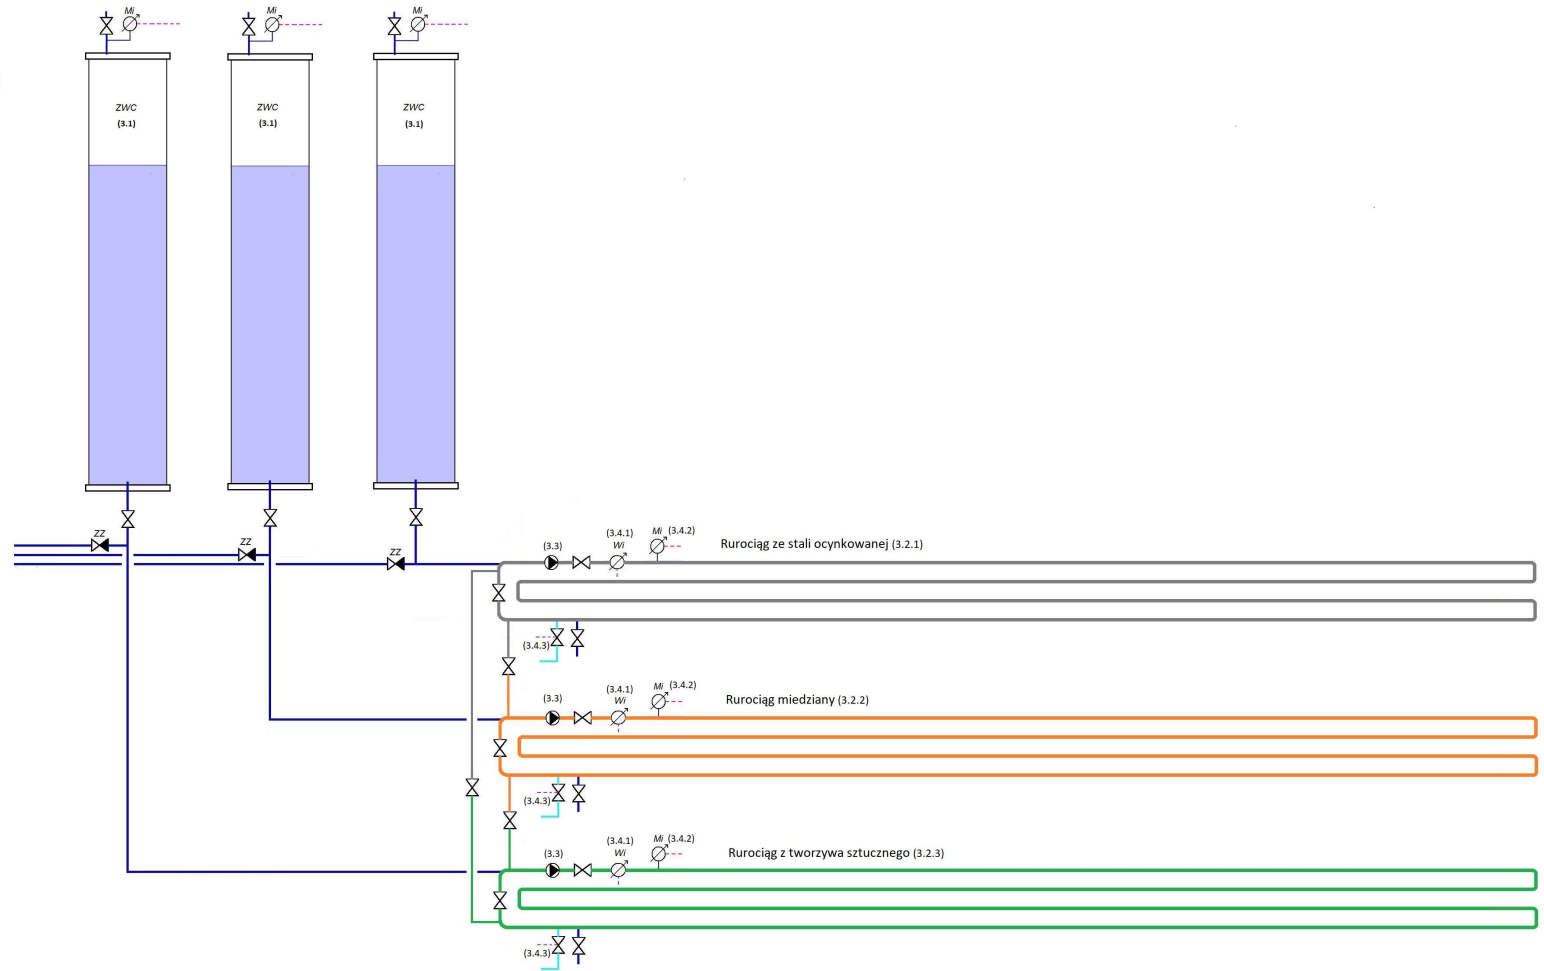 Mi
Mi
Mi
ZWC
(3.1)
ZWC
(3.1)
ZWC
(3.1)
ZZ
ZZ
ZZ
(3.3)
(3.4.1)
Wi
Mi (3.4.2)
Rurociąg ze stali ocynkowanej (3.2.1)
(3.4.3)
(3.3)
(3.4.1)
Wi
Mi (3.4.2)
Rurociąg miedziany (3.2.2)
(3.4.3)
(3.3)
(3.4.1)
Wi
Mi (3.4.2)
Rurociąg z tworzywa sztucznego (3.2.3)
(3.4.3)